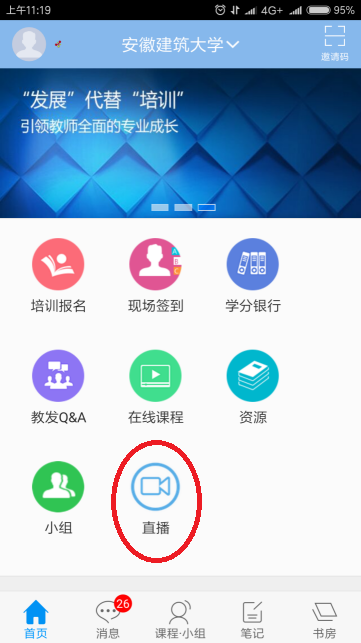 上午11:19
4G+
95%
安徽建筑大学
邀请码
“发展”代替“培训”
引领教师全面的专业成长
A
B
C
培训报名
现场签到
学分银行
教发Q&A
在线课程
资源
小组
直播
26
首页
消息
课程·小组
笔记
书房